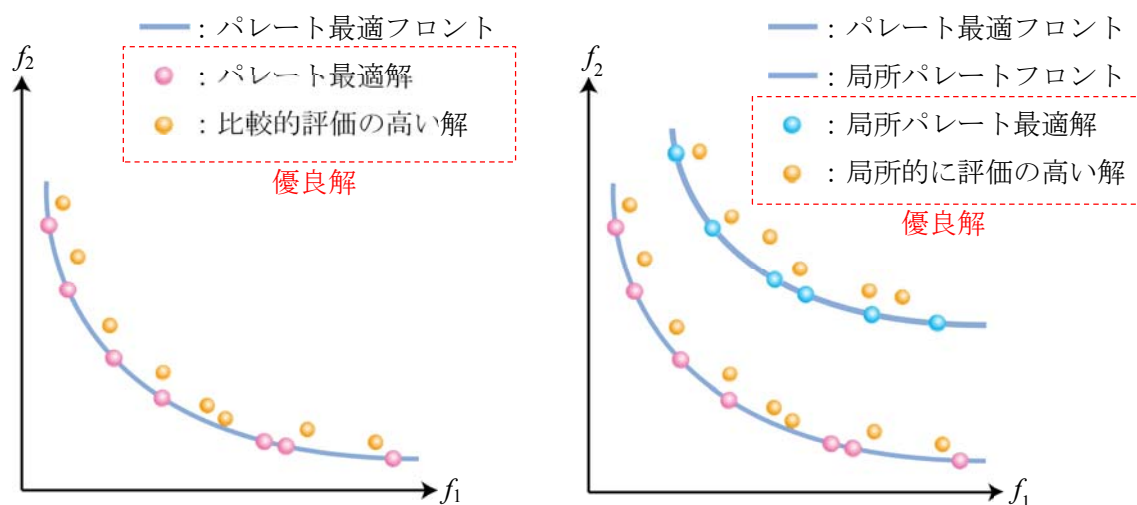 ：パレート最適フロント
f2
：パレート最適解
：比較的評価の高い解
優良解
f1
：パレート最適フロント
f2
：局所パレートフロント
：局所パレート最適解
：局所的に評価の高い解
優良解
f1